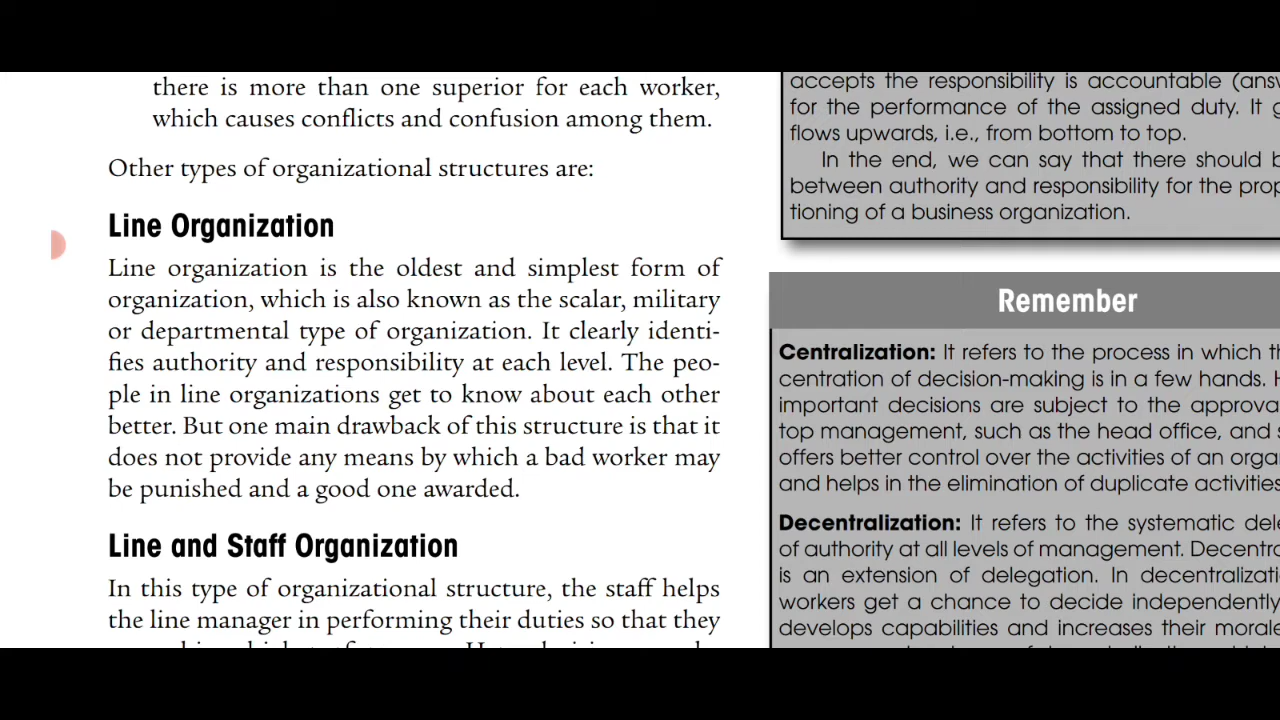 there is more than one superior for each worker,
which causes conflicts and confusion among them.
Other types of organizational structures are:
Line Organization
Line organization is the oldest and simplest form of
organization, which is also known as the scalar, military
or departmental type of organization. It clearly identi-
fies authority and responsibility at each level. The peo-
ple in line organizations get to know about each other
better. But one main drawback of this structure is that it
does not provide any means by which a bad worker may
be punished and a good one awarded.
Line and Staff Organization
In this type of organizational structure, the staff helps
the line manager in performing their duties so that they
accepts the responsibility is accountable
for the performance of the assigned duty. It
flows upwards, i.e., from bottom to top.
In the end, we can say that there should
between authority and responsibility for the
tioning of a business organization.
Remember
Centralization: It refers to the process in which
centration of decision-making is in a few hands.
important decisions are subject to the
top management, such as the head office, and
offers better control over the activities of an
and helps in the elimination of duplicate activities
Decentralization: It refers to the systematic
of authority at all levels of management.
is an extension of delegation. In
workers get a chance to decide independently
develops capabilities and increases their morale